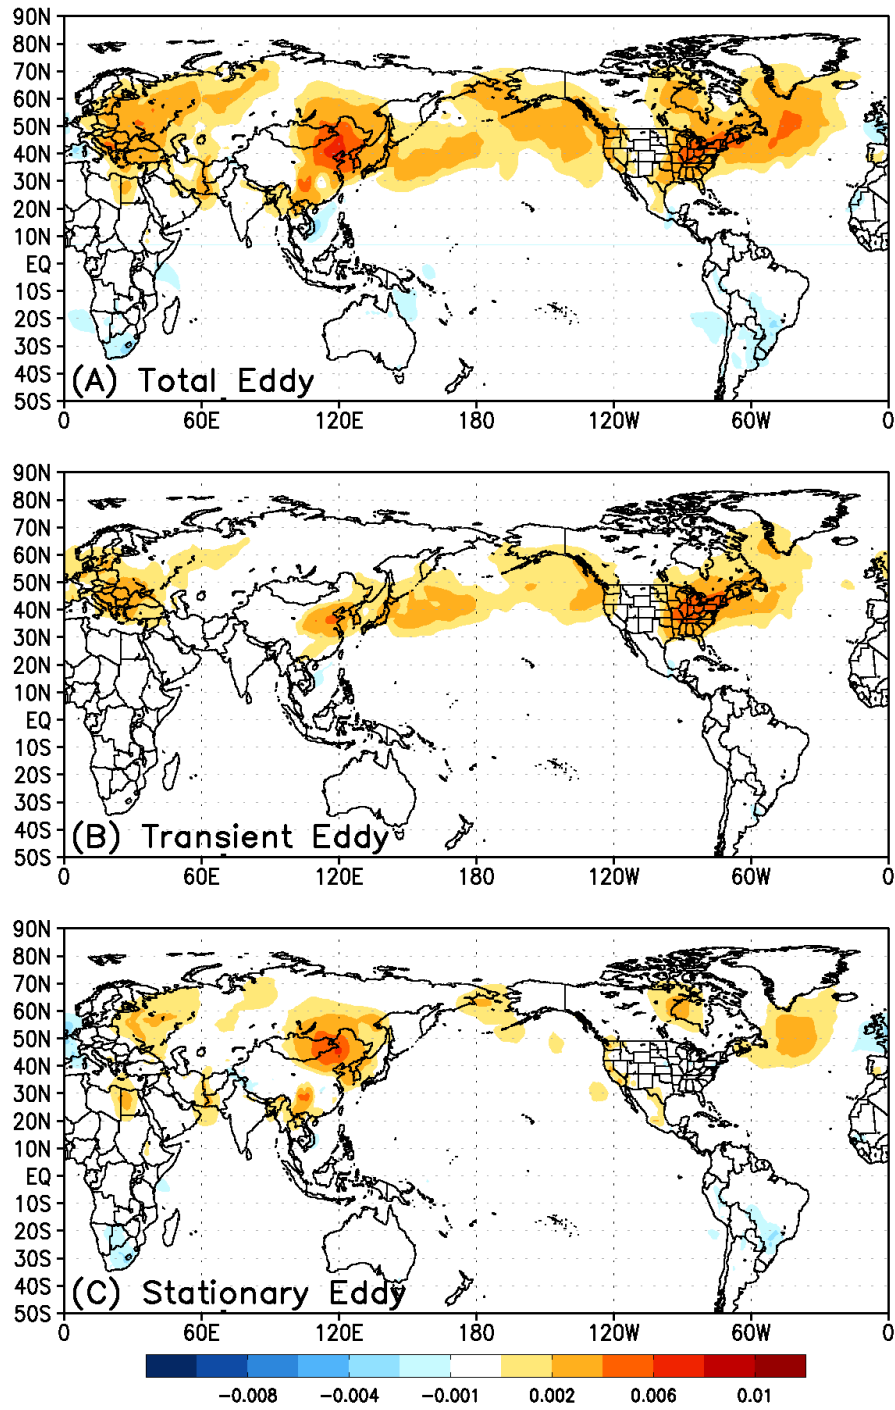 90N
80N
70N
60N
50N
40N
30N
20N
10N
EQ
10S
20S
30S
40S
50S
(A) Total Eddy
0 60E 120E 180 120W 60W 0
90N
80N
70N
60N
50N
40N
30N
20N
10N
EQ
10S
20S
30S
40S
50S
(B) Transient Eddy
0 60E 120E 180 120W 60W 0
90N
80N
70N
60N
50N
40N
30N
20N
10N
EQ
10S
20S
30S
40S
50S
(C) Stationary Eddy
0 60E 120E 180 120W 60W 0
-0.008 -0.004 -0.001 0.002 0.006 0.01